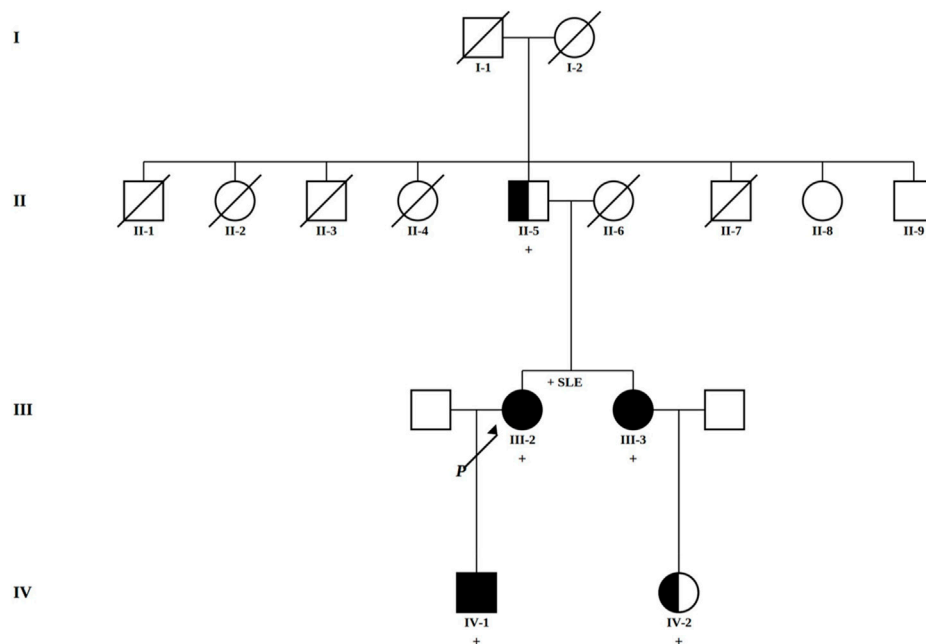 I
I-1 I-2
II
II-1 II-2 II-3 II-4 II-5 II-6 II-7 II-8 II-9
+
+ SLE
III
III-2 III-3
+ +
P
IV
IV-1 IV-2
+ +